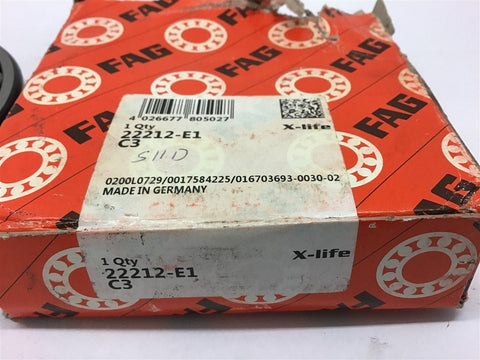 FAG
FAG
4 026677 805027
1 Qty
22212-E1
C3
X-life
S11D
0200L0729/0017584225/016703693-0030-02
MADE IN GERMANY
FAG
1 Qty
22212-E1
C3
X-life
FAG